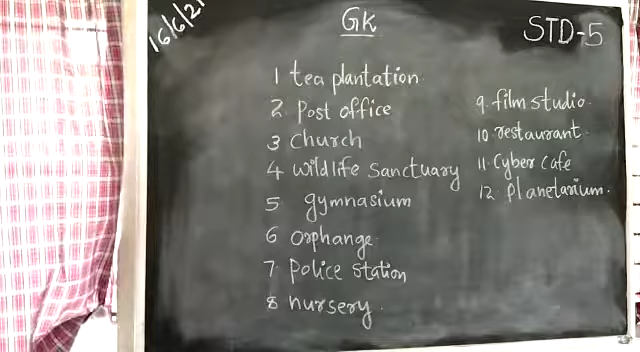 16/6/21
GK
STD-5
1 tea plantation
2 Post office
3 Church
4 Wildlife Sanctuary
5 gymnasium
6 Orphange
7 Police Station
8 nursery
9. film studio.
10 restaurant
11 Cyber Cafe
12 Planetarium.